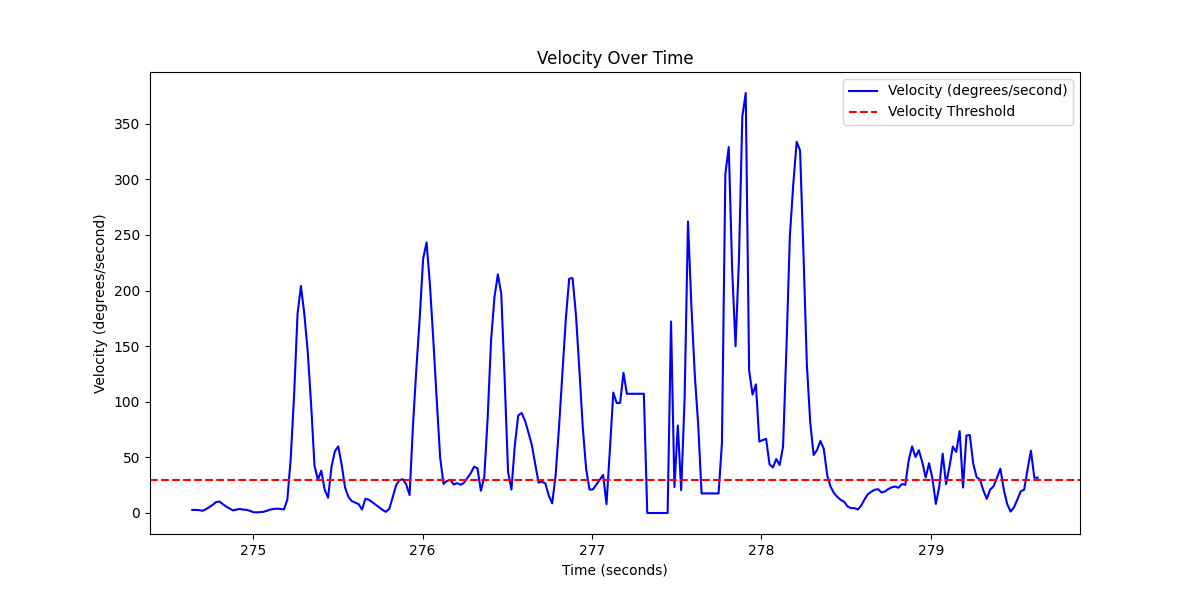 Velocity Over Time
Velocity (degrees/second)
Velocity Threshold
Velocity (degrees/second)
350
300
250
200
150
100
50
0
275
276
277
278
279
Time (seconds)